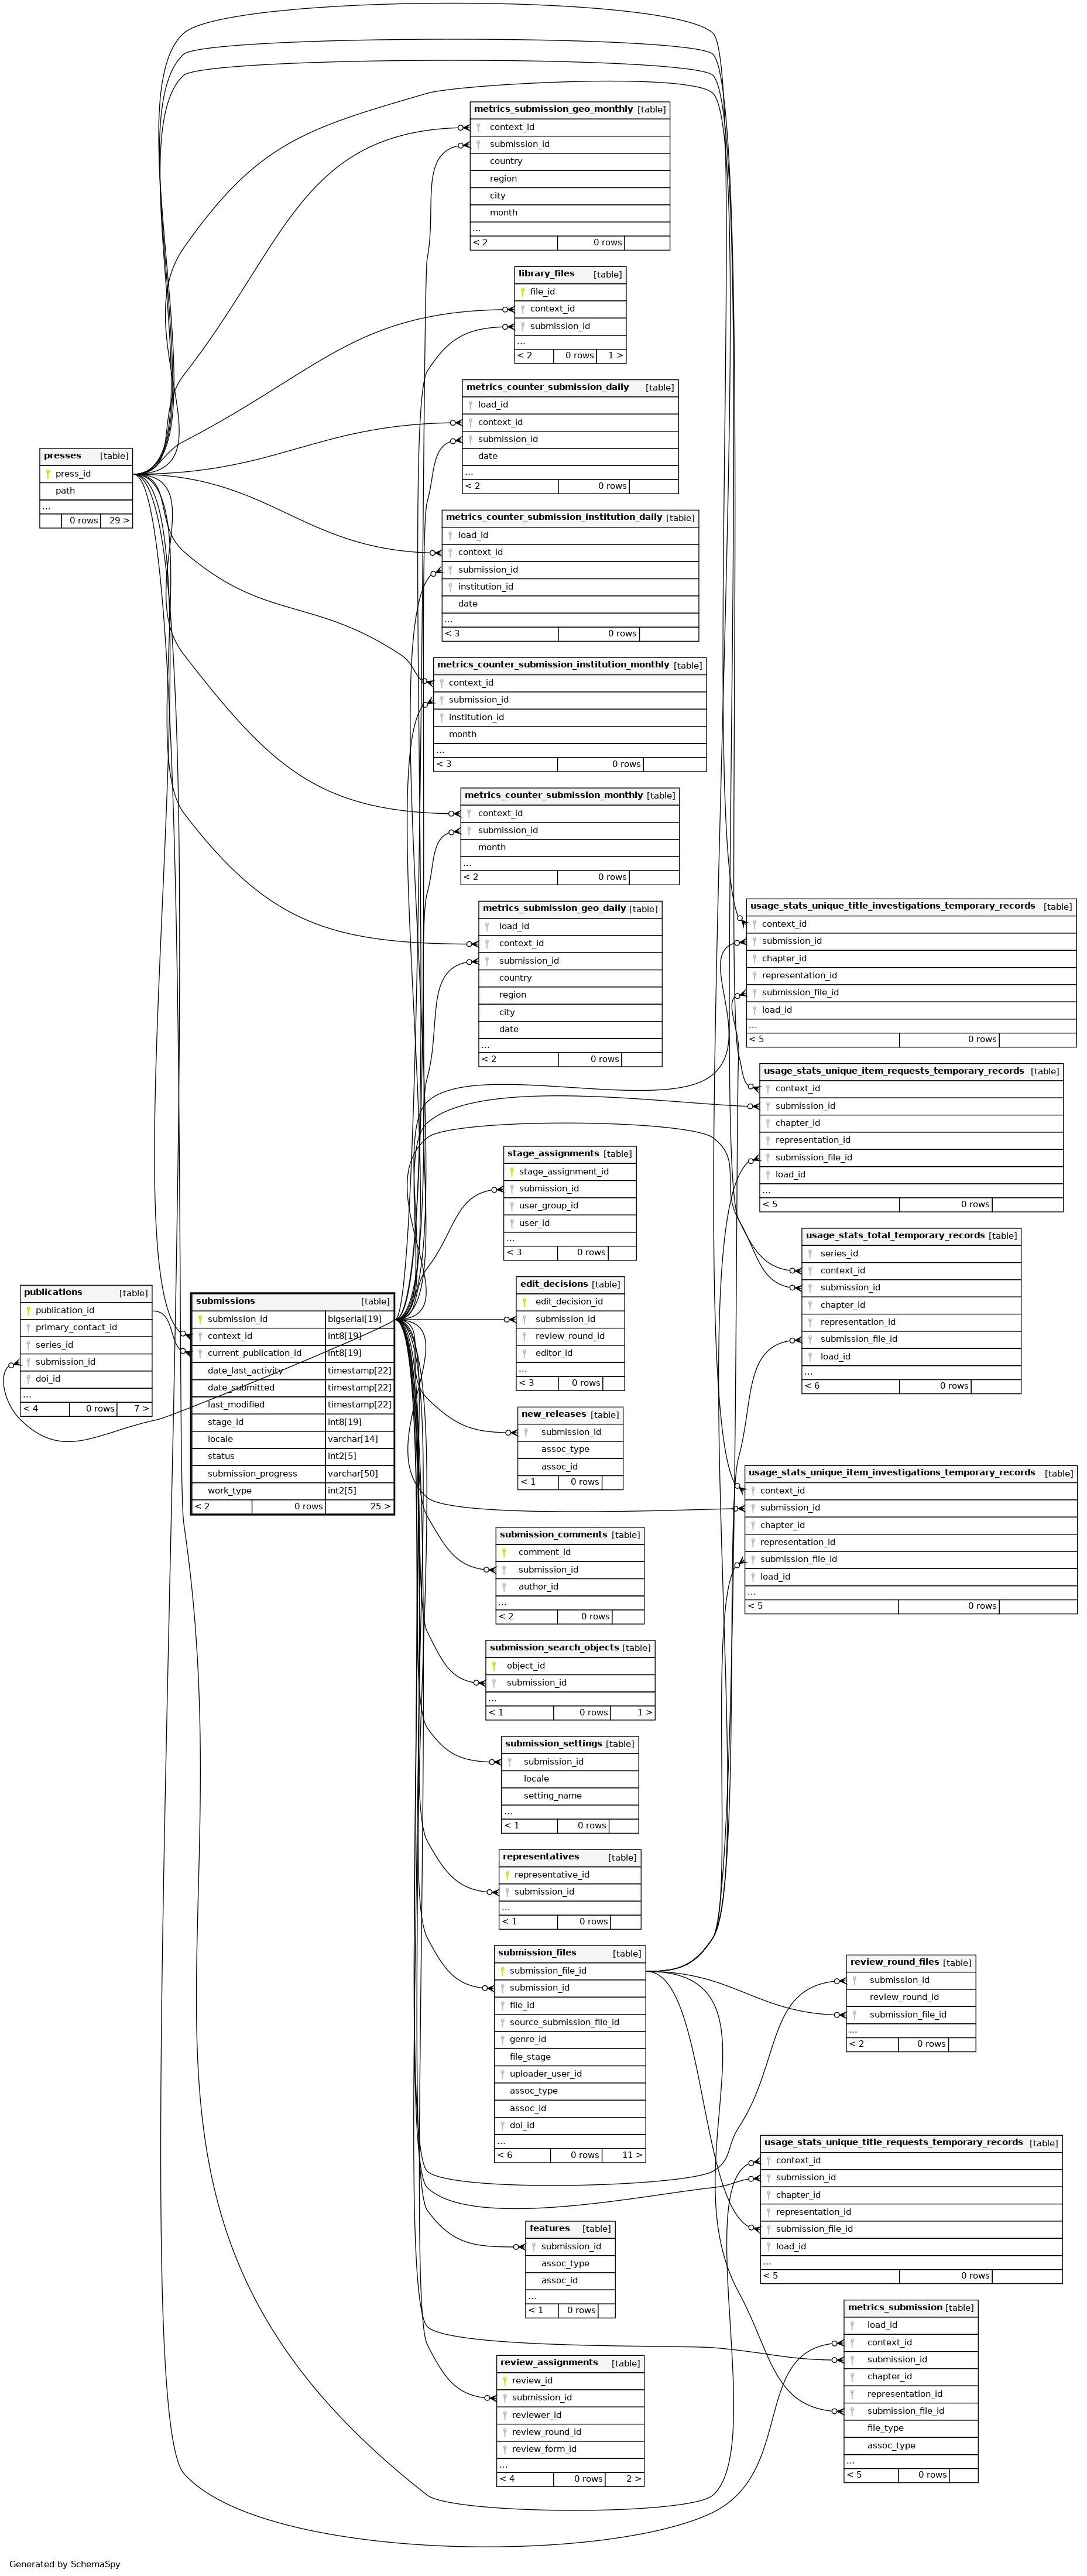 metrics_submission_geo_monthly [table]
context_id
submission_id
country
region
city
month
...
< 2 0 rows
library_files [table]
file_id
context_id
submission_id
...
< 2 0 rows 1 >
metrics_counter_submission_daily [table]
load_id
context_id
submission_id
date
...
< 2 0 rows
presses [table]
press_id
path
...
0 rows 29 >
metrics_counter_submission_institution_daily [table]
load_id
context_id
submission_id
institution_id
date
...
< 3 0 rows
metrics_counter_submission_institution_monthly [table]
context_id
submission_id
institution_id
month
...
< 3 0 rows
metrics_counter_submission_monthly [table]
context_id
submission_id
month
...
< 2 0 rows
metrics_submission_geo_daily [table]
load_id
context_id
submission_id
country
region
city
date
...
< 2 0 rows
usage_stats_unique_title_investigations_temporary_records [table]
context_id
submission_id
chapter_id
representation_id
submission_file_id
load_id
...
< 5 0 rows
usage_stats_unique_item_requests_temporary_records [table]
context_id
submission_id
chapter_id
representation_id
submission_file_id
load_id
...
< 5 0 rows
stage_assignments [table]
stage_assignment_id
submission_id
user_group_id
user_id
...
< 3 0 rows
usage_stats_total_temporary_records [table]
series_id
context_id
submission_id
chapter_id
representation_id
submission_file_id
load_id
...
< 6 0 rows
publications [table]
publication_id
primary_contact_id
series_id
submission_id
doi_id
...
< 4 0 rows 7 >
submissions [table]
submission_id bigserial[19]
context_id int8[19]
current_publication_id int8[19]
date_last_activity timestamp[22]
date_submitted timestamp[22]
last_modified timestamp[22]
stage_id int8[19]
locale varchar[14]
status int2[5]
submission_progress varchar[50]
work_type int2[5]
< 2 0 rows 25 >
edit_decisions [table]
edit_decision_id
submission_id
review_round_id
editor_id
...
< 3 0 rows
new_releases [table]
submission_id
assoc_type
assoc_id
< 1 0 rows
usage_stats_unique_item_investigations_temporary_records [table]
context_id
submission_id
chapter_id
representation_id
submission_file_id
load_id
...
< 5 0 rows
submission_comments [table]
comment_id
submission_id
author_id
...
< 2 0 rows
submission_search_objects [table]
object_id
submission_id
...
< 1 0 rows 1 >
submission_settings [table]
submission_id
locale
setting_name
...
< 1 0 rows
representatives [table]
representative_id
submission_id
...
< 1 0 rows
submission_files [table]
submission_file_id
submission_id
file_id
source_submission_file_id
genre_id
file_stage
uploader_user_id
assoc_type
assoc_id
doi_id
...
< 6 0 rows 11 >
review_round_files [table]
submission_id
review_round_id
submission_file_id
...
< 2 0 rows
usage_stats_unique_title_requests_temporary_records [table]
context_id
submission_id
chapter_id
representation_id
submission_file_id
load_id
...
< 5 0 rows
features [table]
submission_id
assoc_type
assoc_id
...
< 1 0 rows
metrics_submission [table]
load_id
context_id
submission_id
chapter_id
representation_id
submission_file_id
file_type
assoc_type
...
< 5 0 rows
review_assignments [table]
review_id
submission_id
reviewer_id
review_round_id
review_form_id
...
< 4 0 rows 2 >
Generated by SchemaSpy